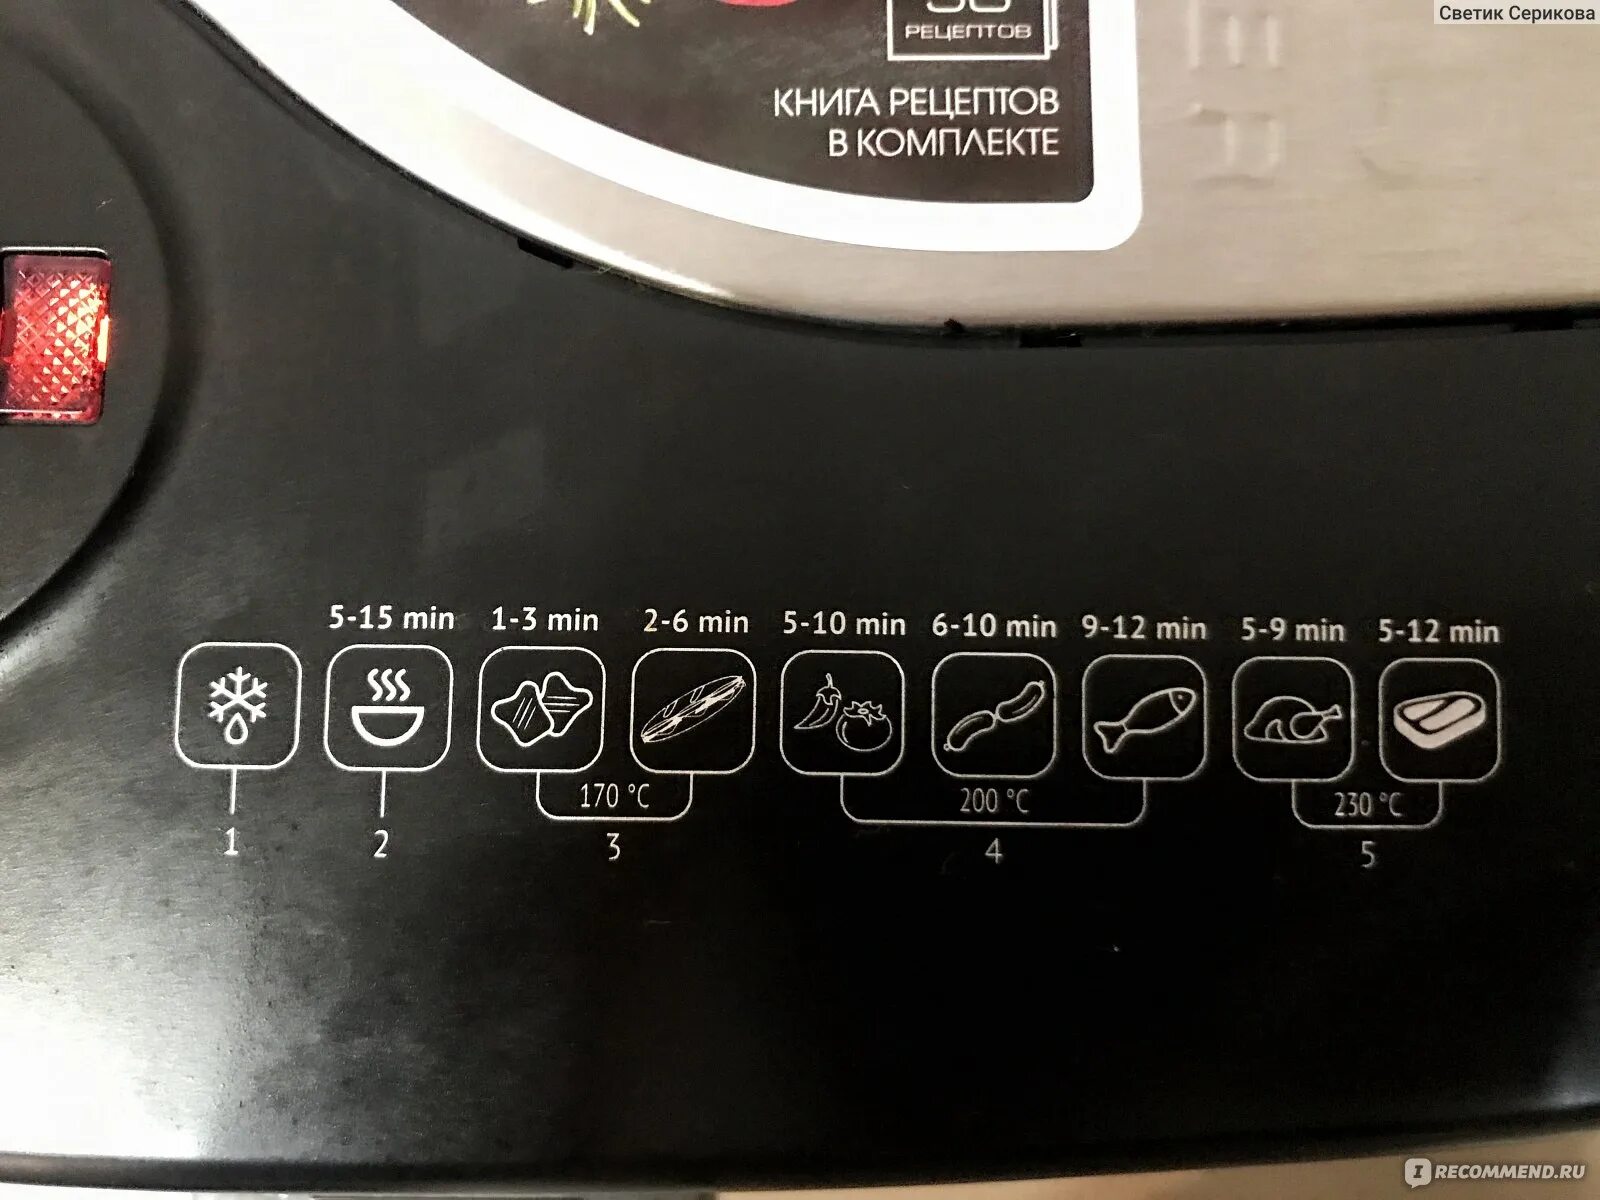 Светик Серикова
РЕЦЕПТОВ
КНИГА РЕЦЕПТОВ
В КОМПЛЕКТЕ
5-15 min 1-3 min 2-6 min 5-10 min 6-10 min 9-12 min 5-9 min 5-12 min
170 °C 200 °C 230 °C
1 2 3 4 5
IRECOMMEND.RU